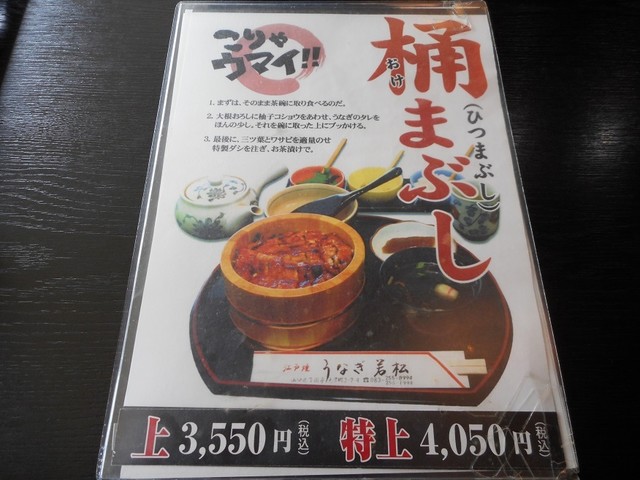 こりゃ
ウマイ!!
桶まぶし
おけ
(ひつまぶし)
1. まずは、そのまま茶碗に取り食べるのだ。
2. 大根おろしに柚子コショウをあわせ、うなぎのタレを
ほんの少し。それを碗に取った上にブッかける。
3. 最後に、三ツ葉とワサビを適量のせ
特製ダシを注ぎ、お茶漬けで。
江戸焼 うなぎ 若松
上 3,550円(税込) 特上 4,050円(税込)